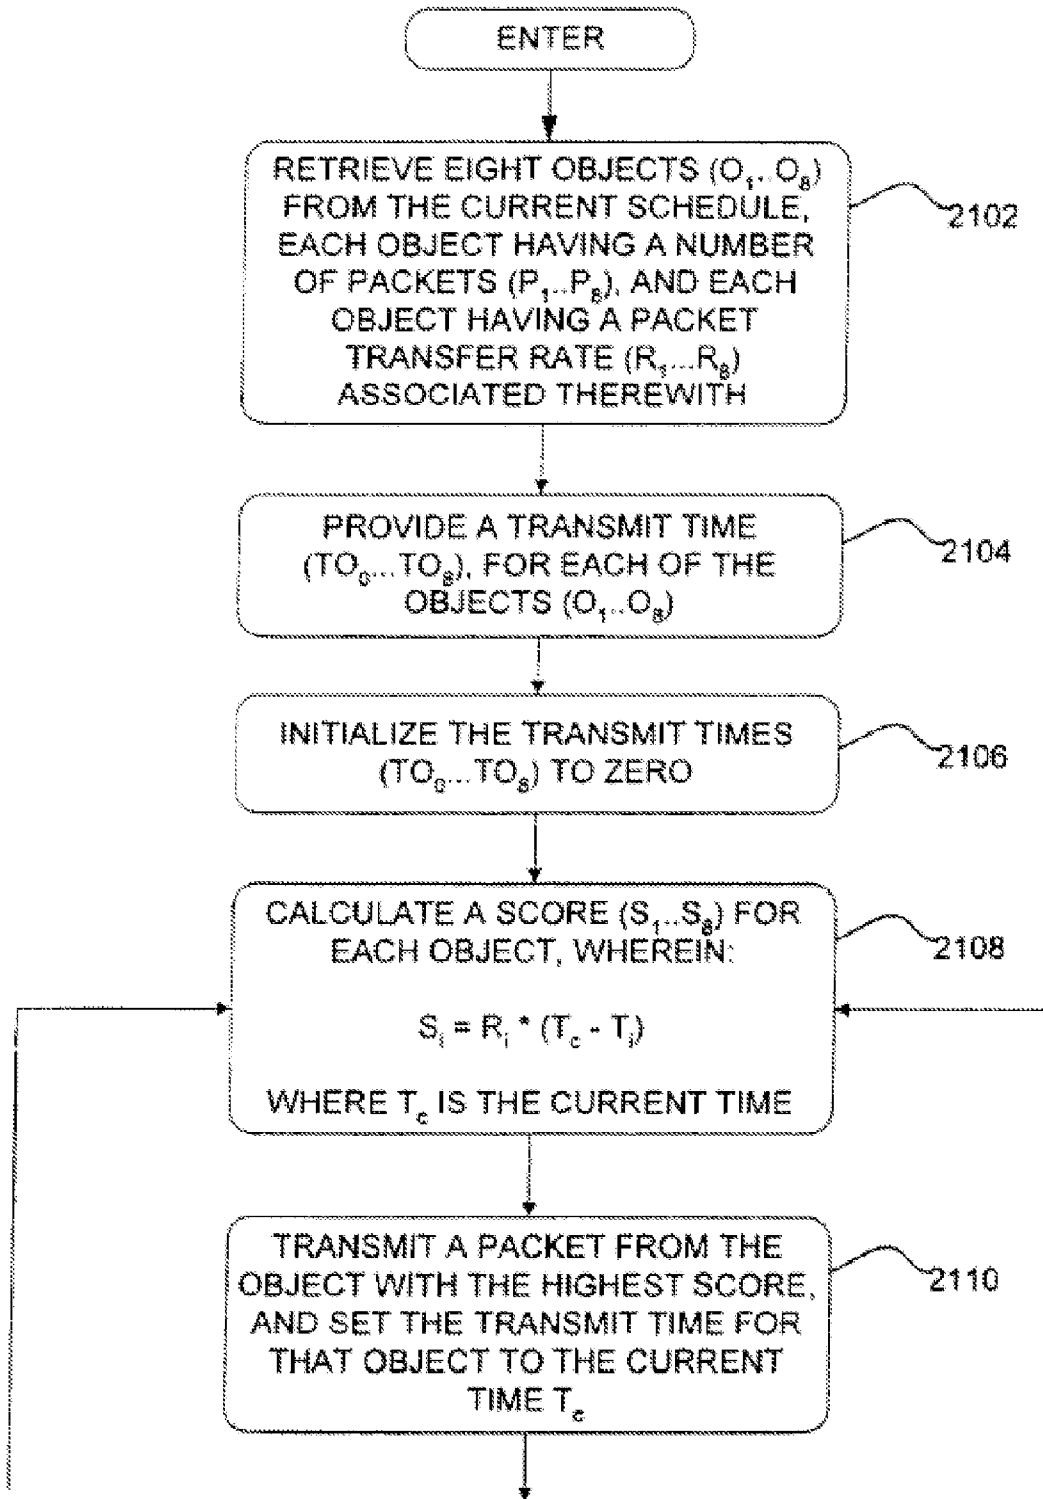 ENTER
RETRIEVE EIGHT OBJECTS (O₁..O₈)
FROM THE CURRENT SCHEDULE,
EACH OBJECT HAVING A NUMBER
OF PACKETS (P₁..P₈), AND EACH
OBJECT HAVING A PACKET
TRANSFER RATE (R₁...R₈)
ASSOCIATED THEREWITH
2102
PROVIDE A TRANSMIT TIME
(TO₀...TO₈), FOR EACH OF THE
OBJECTS (O₁..O₈)
2104
INITIALIZE THE TRANSMIT TIMES
(TO₀...TO₈) TO ZERO
2106
CALCULATE A SCORE (S₁..S₈) FOR
EACH OBJECT, WHEREIN:
Sᵢ = Rᵢ * (T_c - Tᵢ)
WHERE T_c IS THE CURRENT TIME
2108
TRANSMIT A PACKET FROM THE
OBJECT WITH THE HIGHEST SCORE,
AND SET THE TRANSMIT TIME FOR
THAT OBJECT TO THE CURRENT
TIME T_c
2110